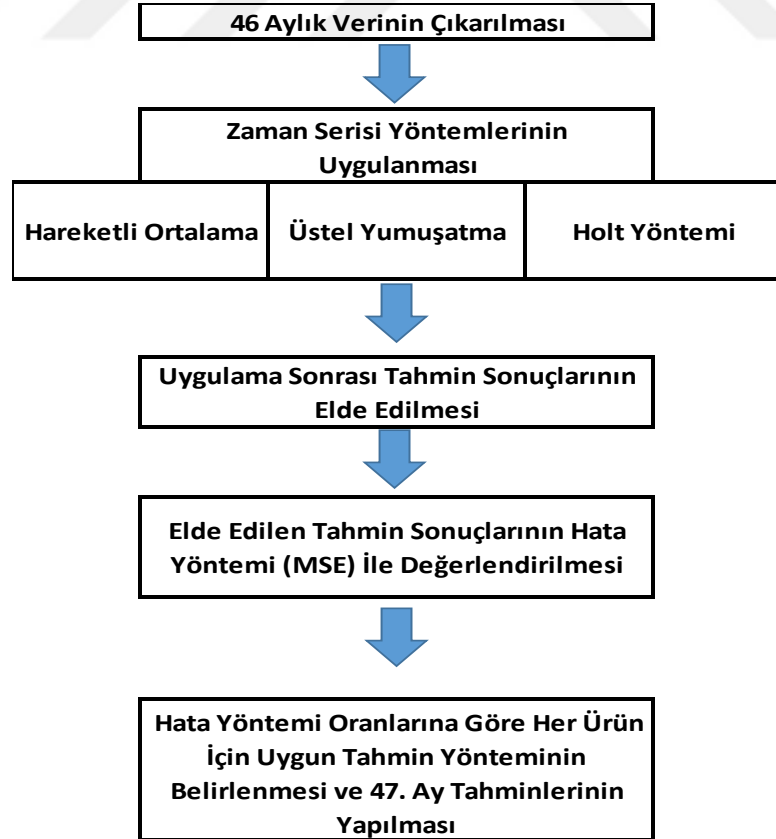 46 Aylık Verinin Çıkarılması
Zaman Serisi Yöntemlerinin
Uygulanması
Hareketli Ortalama
Üstel Yumuşatma
Holt Yöntemi
Uygulama Sonrası Tahmin Sonuçlarının
Elde Edilmesi
Elde Edilen Tahmin Sonuçlarının Hata
Yöntemi (MSE) İle Değerlendirilmesi
Hata Yöntemi Oranlarına Göre Her Ürün
İçin Uygun Tahmin Yönteminin
Belirlenmesi ve 47. Ay Tahminlerinin
Yapılması